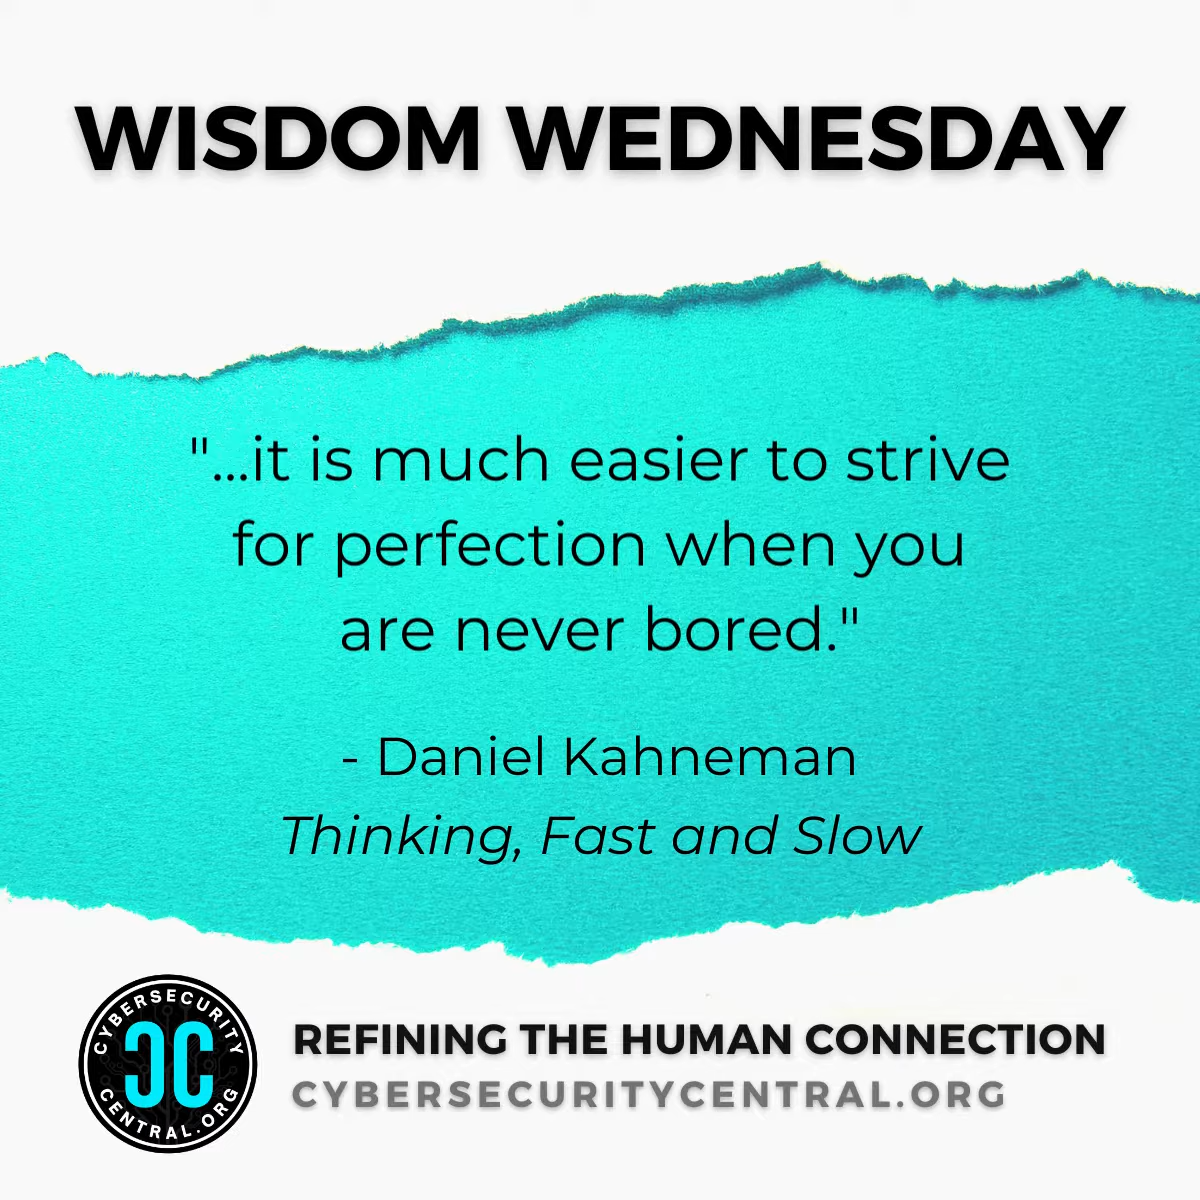 WISDOM WEDNESDAY
"...it is much easier to strive
for perfection when you
are never bored."
- Daniel Kahneman
Thinking, Fast and Slow
CYBERSECURITY
CENTRAL.ORG
REFINING THE HUMAN CONNECTION
CYBERSECURITYCENTRAL.ORG